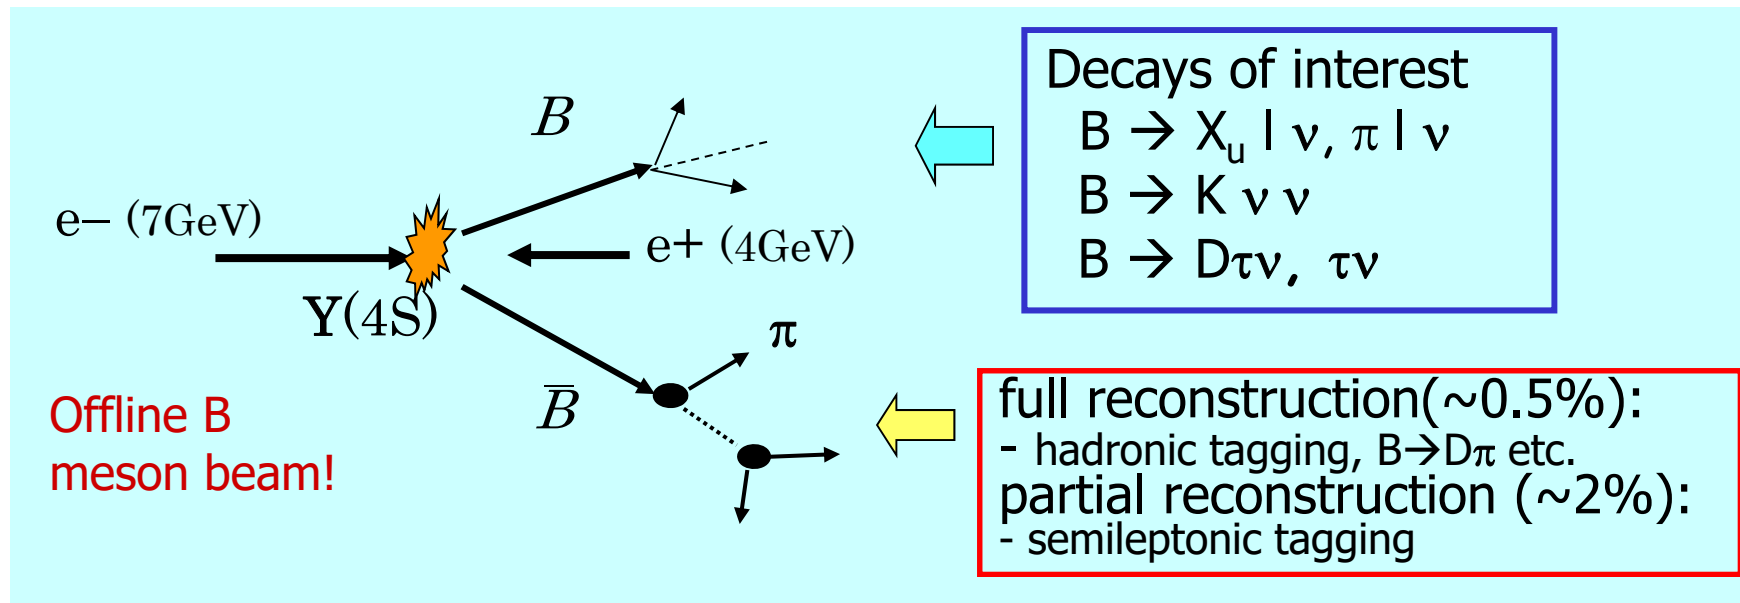 B
e– (7GeV)
e+ (4GeV)
Υ(4S)
π
B̅
Offline B
meson beam!
Decays of interest
B → Xᵤ l ν, π l ν
B → K ν ν
B → Dτν, τν
full reconstruction(~0.5%):
- hadronic tagging, B→Dπ etc.
partial reconstruction (~2%):
- semileptonic tagging